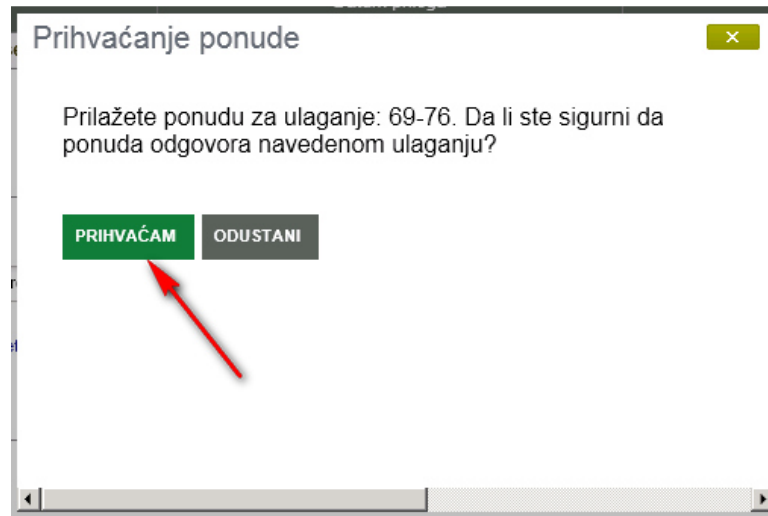 Prihvaćanje ponude
Prilažete ponudu za ulaganje: 69-76. Da li ste sigurni da
ponuda odgovora navedenom ulaganju?
PRIHVAĆAM ODUSTANI